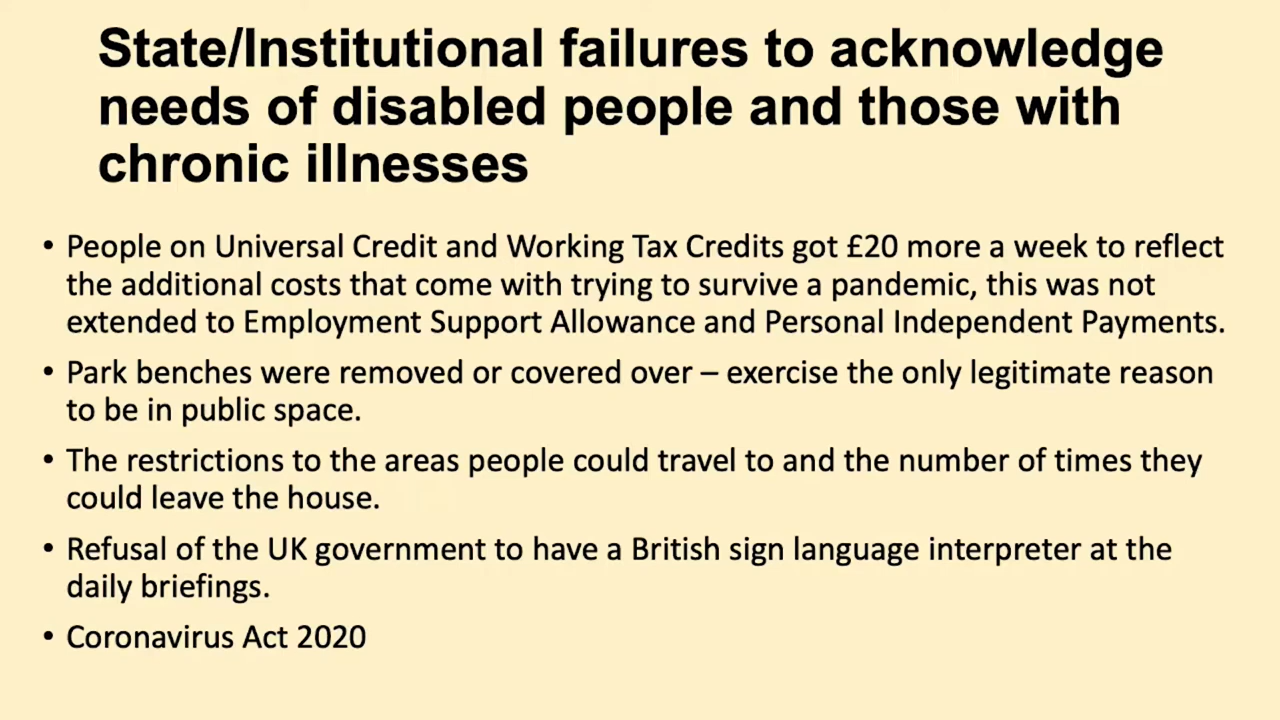 State/Institutional failures to acknowledge
needs of disabled people and those with
chronic illnesses
• People on Universal Credit and Working Tax Credits got £20 more a week to reflect
the additional costs that come with trying to survive a pandemic, this was not
extended to Employment Support Allowance and Personal Independent Payments.
• Park benches were removed or covered over – exercise the only legitimate reason
to be in public space.
• The restrictions to the areas people could travel to and the number of times they
could leave the house.
• Refusal of the UK government to have a British sign language interpreter at the
daily briefings.
• Coronavirus Act 2020